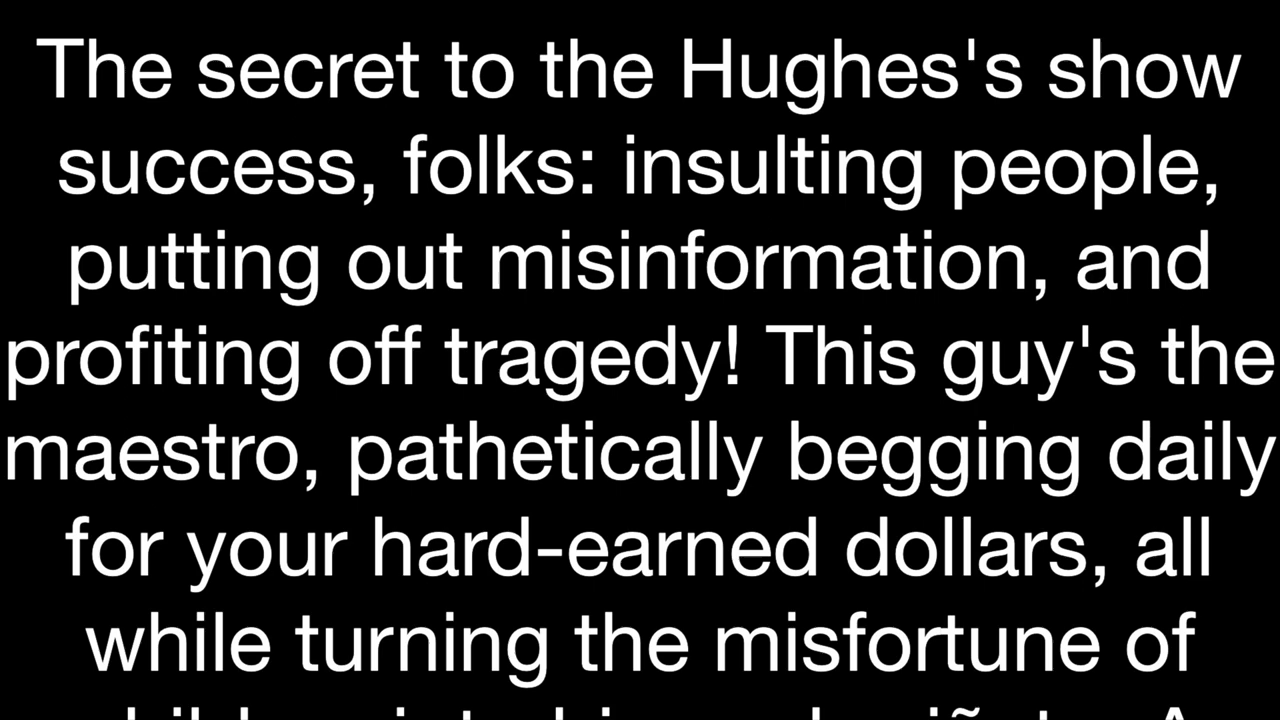 The secret to the Hughes's show
success, folks: insulting people,
putting out misinformation, and
profiting off tragedy! This guy's the
maestro, pathetically begging daily
for your hard-earned dollars, all
while turning the misfortune of